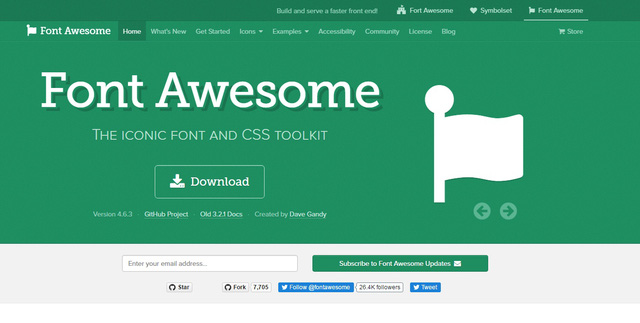 Build and serve a faster front end! Font Awesome Symbolset Font Awesome
Font Awesome Home What's New Get Started Icons Examples Accessibility Community License Blog Store
Font Awesome
The iconic font and CSS toolkit
Download
Version 4.6.3 · GitHub Project · Old 3.2.1 Docs · Created by Dave Gandy
Enter your email address... Subscribe to Font Awesome Updates
Star Fork 7,705 Follow @fontawesome 26.4K followers Tweet